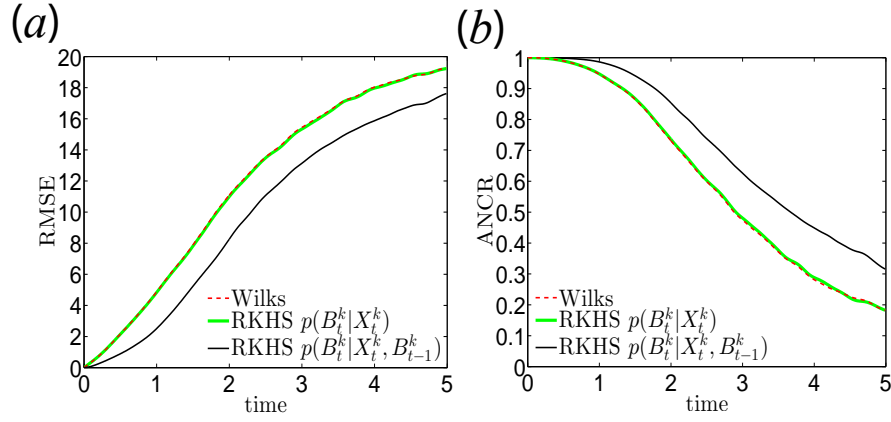 (a)
20
18
16
14
12
10
8
6
4
2
0
RMSE
Wilks
RKHS p(B_t^k|X_t^k)
RKHS p(B_t^k|X_t^k, B_{t-1}^k)
0 1 2 3 4 5
time
(b)
1
0.9
0.8
0.7
0.6
0.5
0.4
0.3
0.2
0.1
0
ANCR
Wilks
RKHS p(B_t^k|X_t^k)
RKHS p(B_t^k|X_t^k, B_{t-1}^k)
0 1 2 3 4 5
time